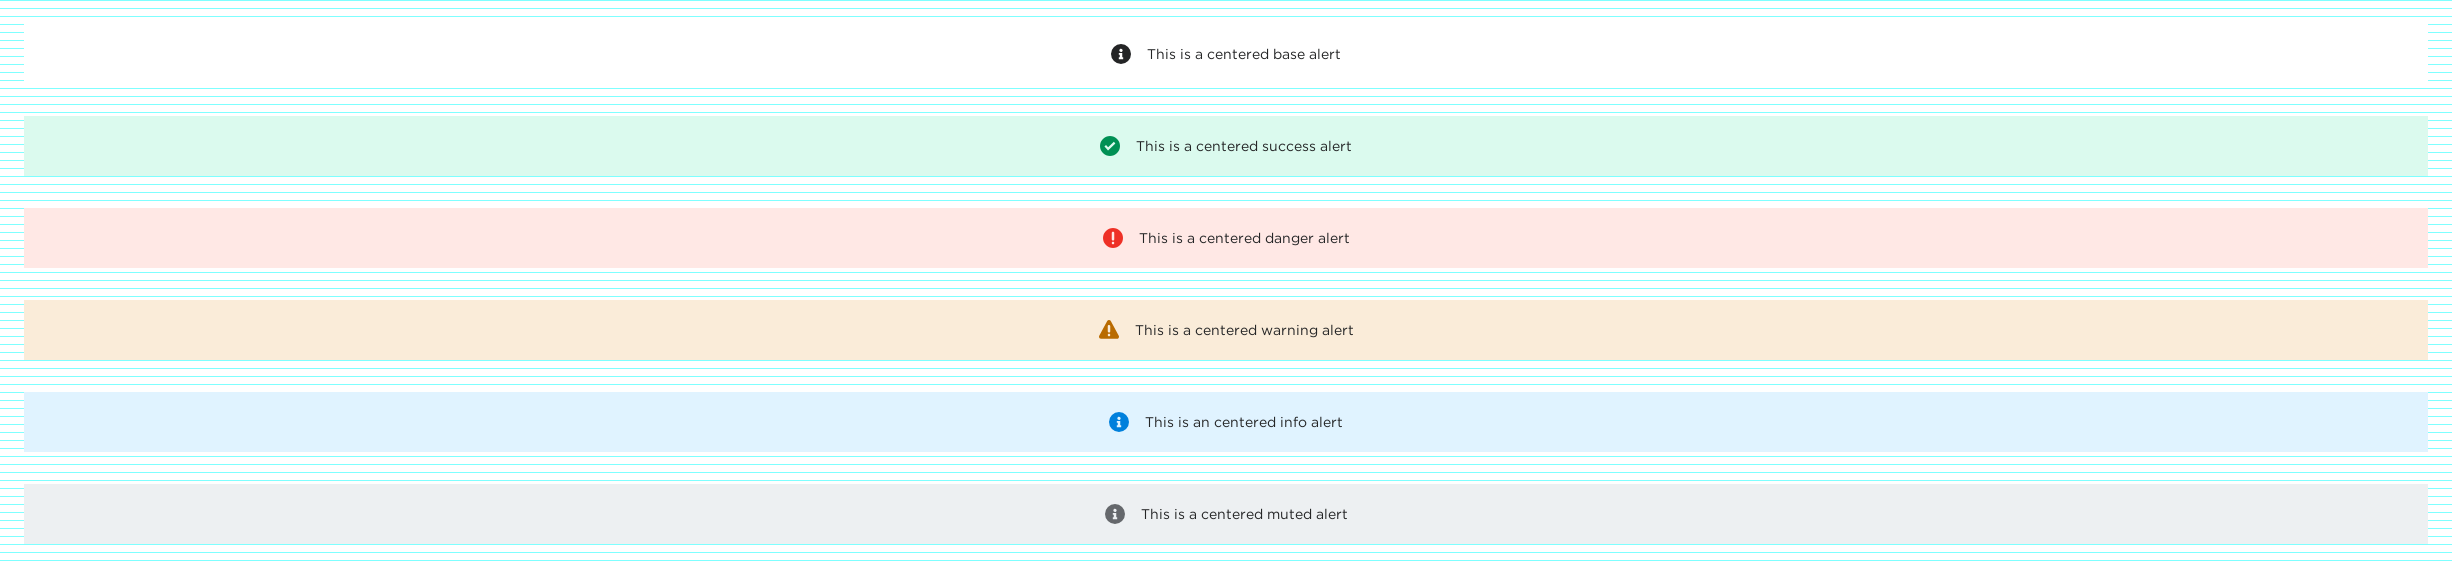 This is a centered base alert
This is a centered success alert
This is a centered danger alert
This is a centered warning alert
This is an centered info alert
This is a centered muted alert